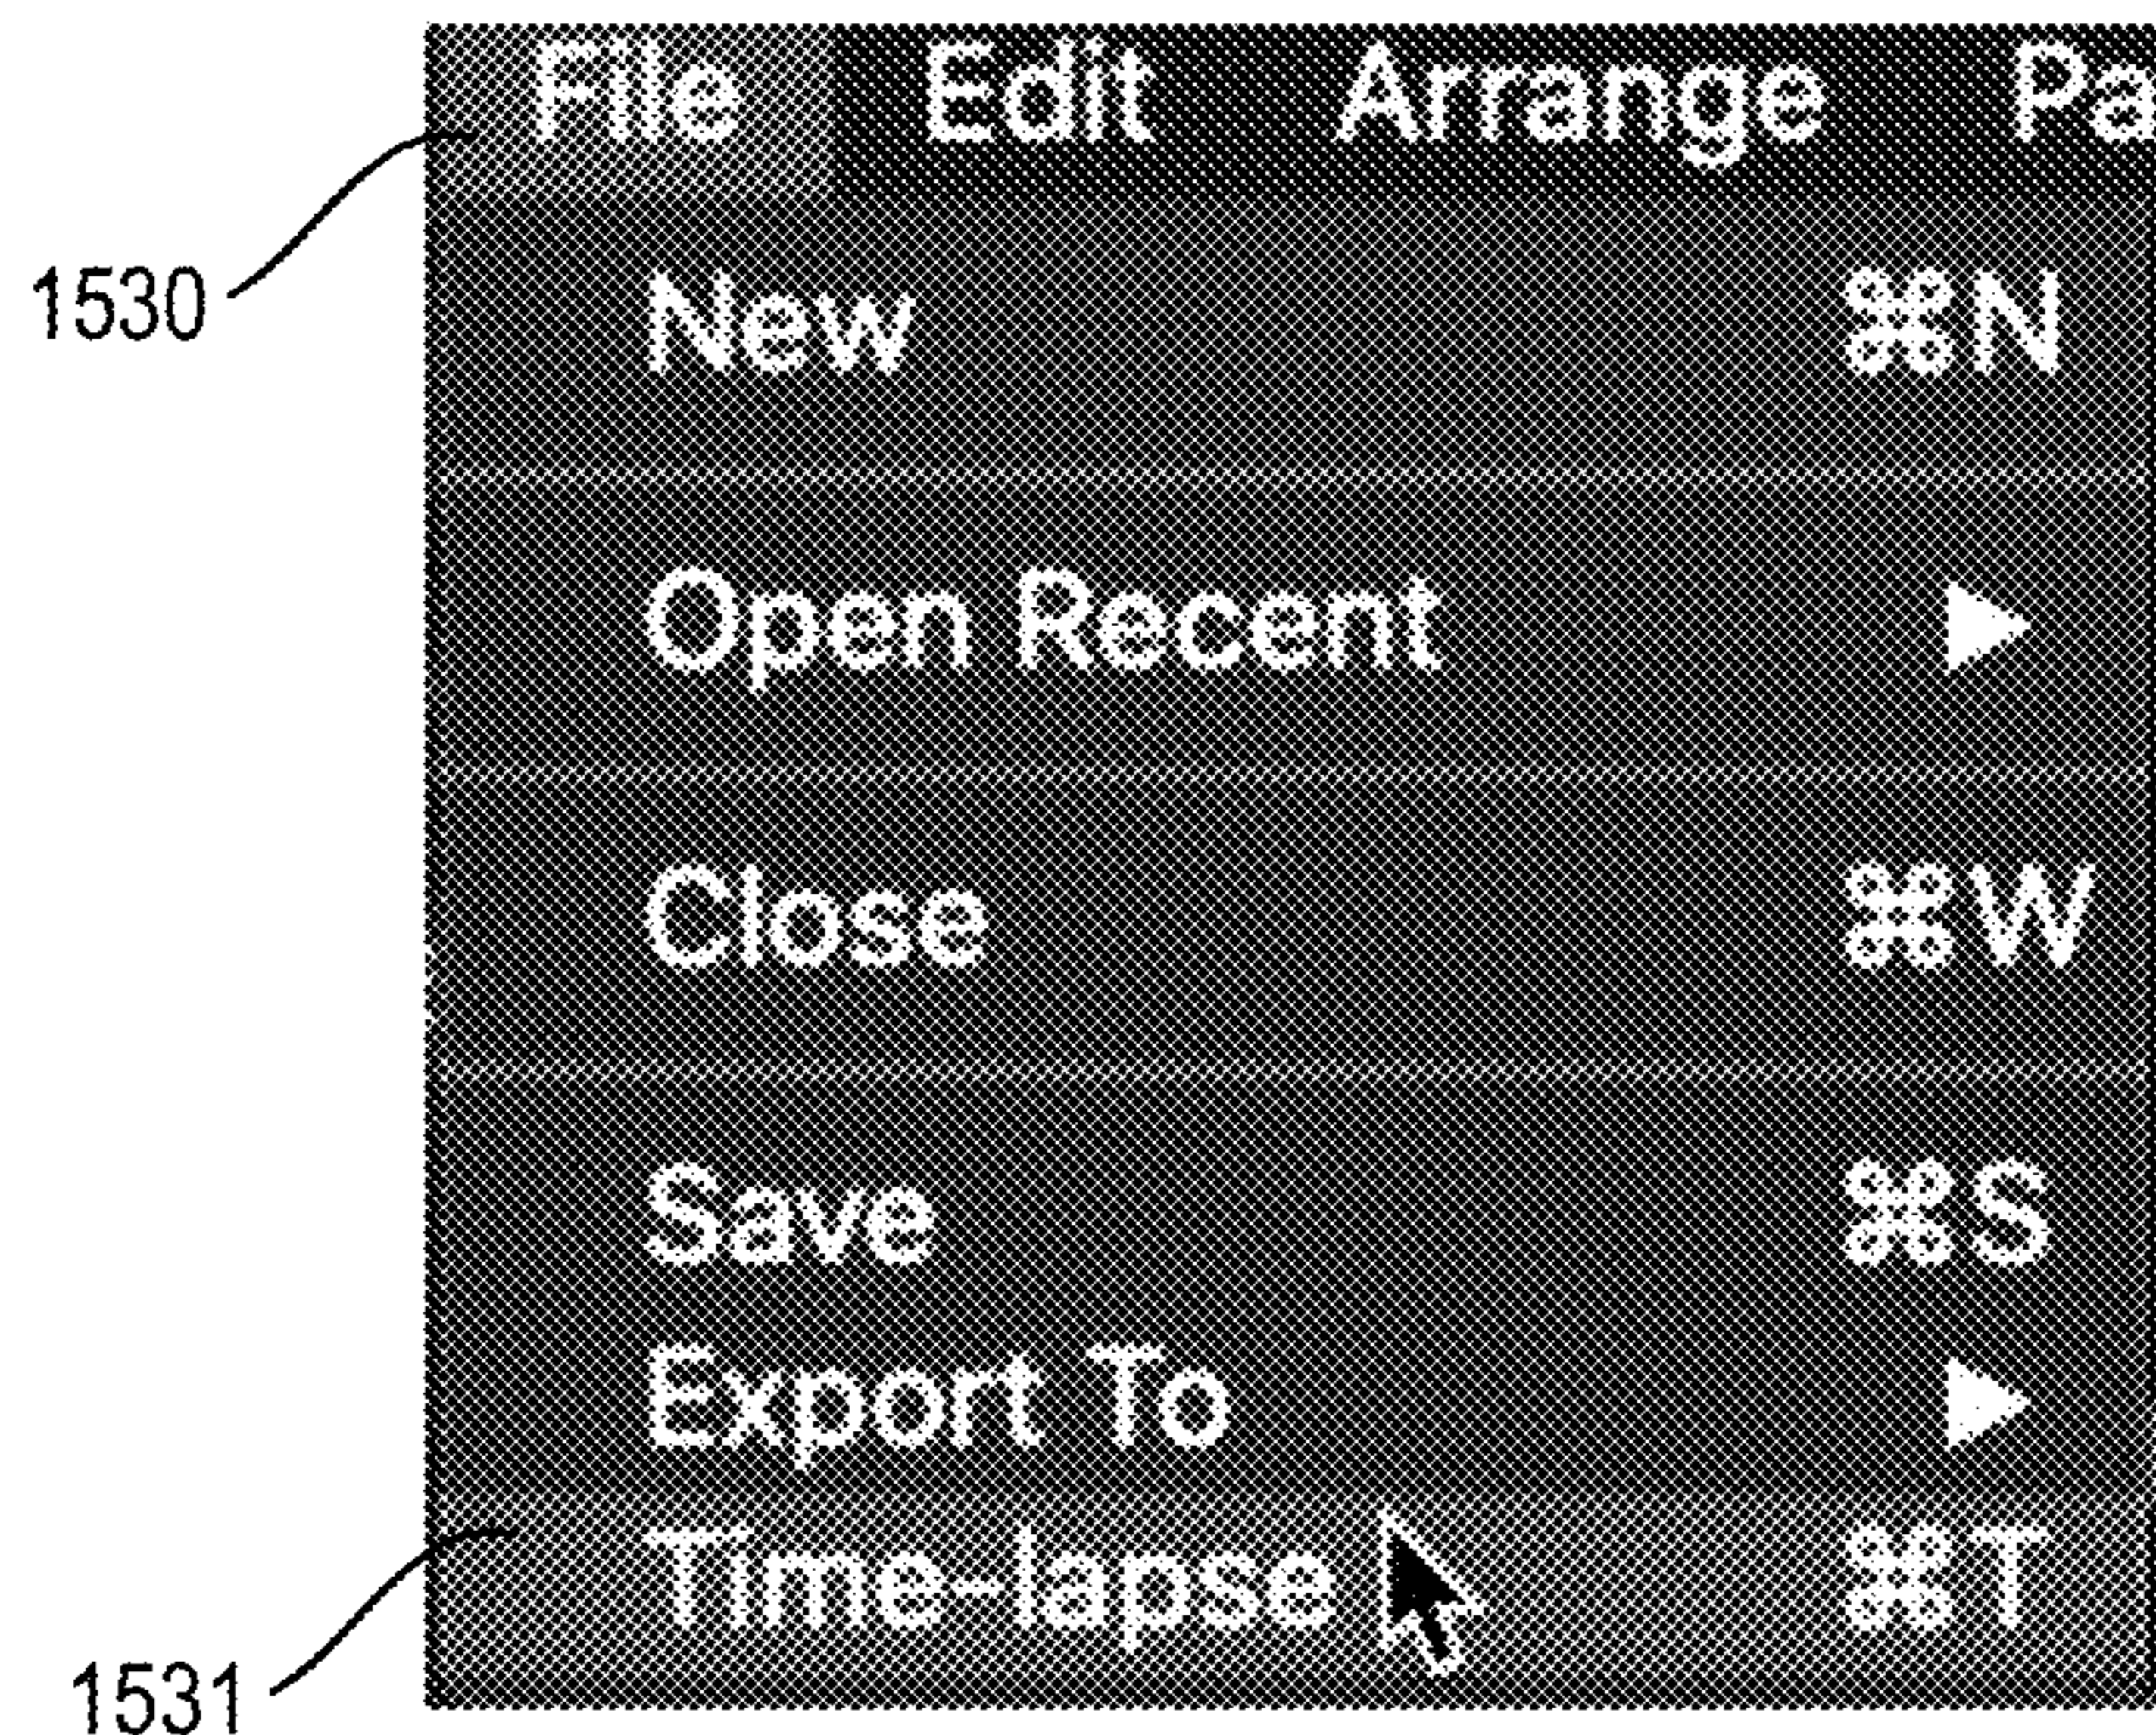 File Edit Arrange Pa
1530
New ⌘N
Open Recent ▶
Close ⌘W
Save ⌘S
Export To ▶
Time-lapse ⌘T
1531